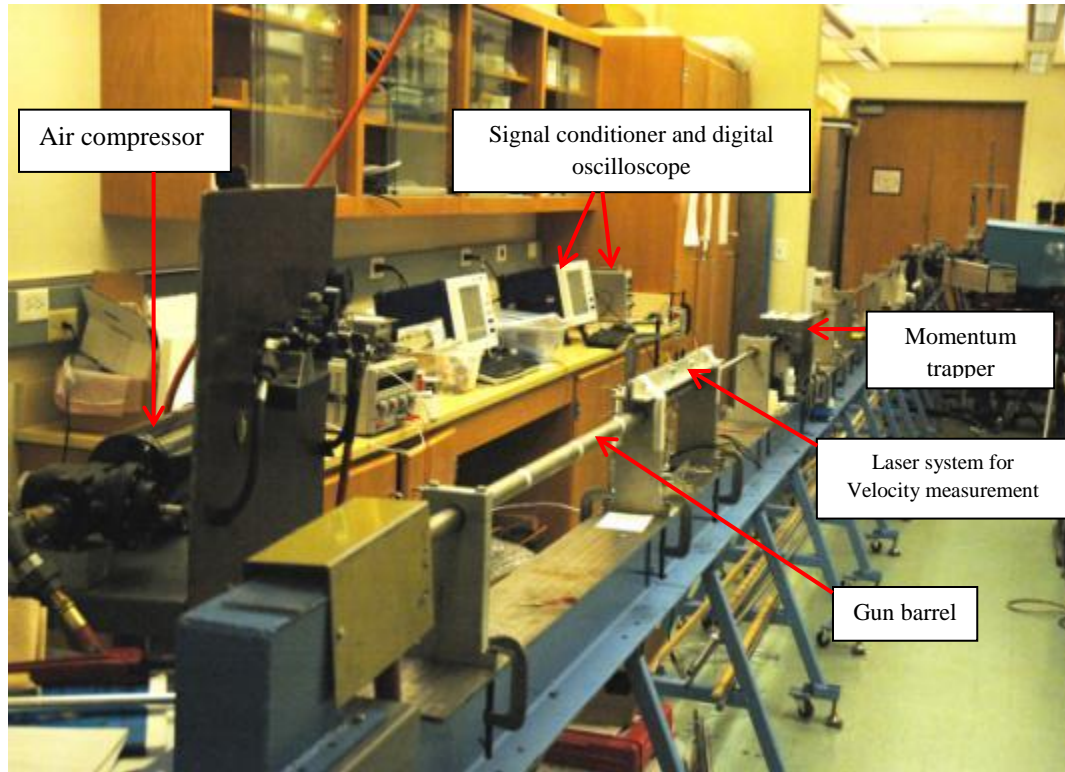 Air compressor
Signal conditioner and digital
oscilloscope
Momentum
trapper
Laser system for
Velocity measurement
Gun barrel